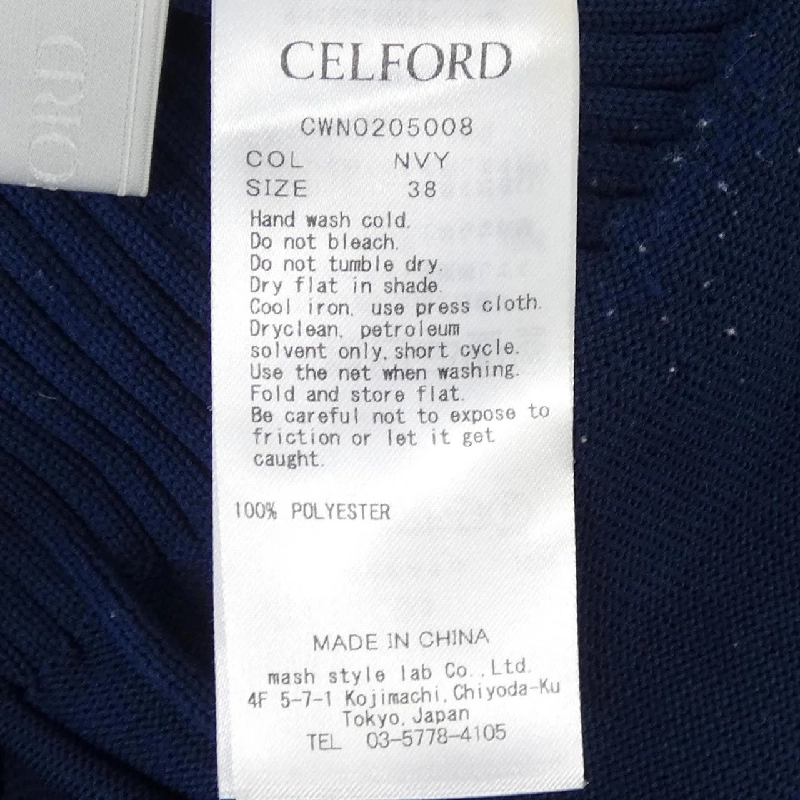 ORD
CELFORD
CWNO205008
COL NVY
SIZE 38
Hand wash cold.
Do not bleach.
Do not tumble dry.
Dry flat in shade.
Cool iron, use press cloth.
Dryclean, petroleum
solvent only, short cycle.
Use the net when washing.
Fold and store flat.
Be careful not to expose to
friction or let it get
caught.
100% POLYESTER
MADE IN CHINA
mash style lab Co., Ltd.
4F 5-7-1 Kojimachi, Chiyoda-Ku
Tokyo, Japan
TEL 03-5778-4105